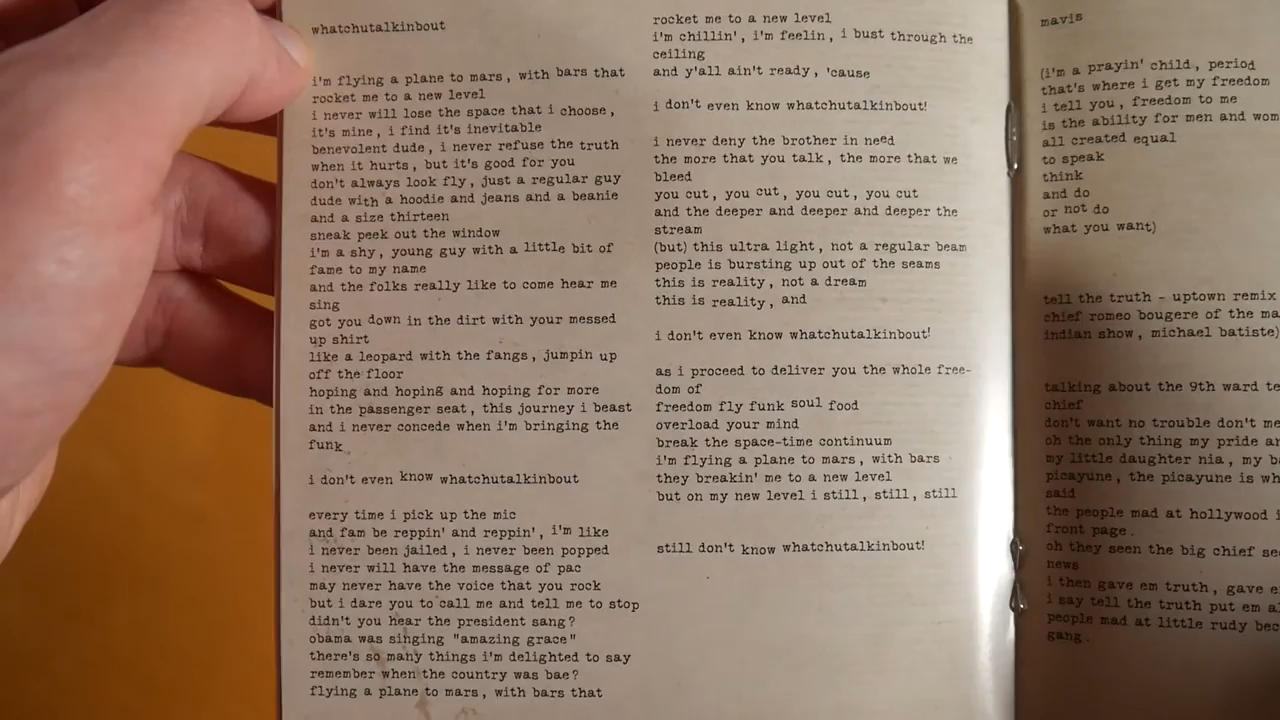 whatchutalkinbout
i'm flying a plane to mars, with bars that
rocket me to a new level
i never will lose the space that i choose,
it's mine, i find it's inevitable
benevolent dude, i never refuse the truth
when it hurts, but it's good for you
don't always look fly, just a regular guy
dude with a hoodie and jeans and a beanie
and a size thirteen
sneak peek out the window
i'm a shy, young guy with a little bit of
fame to my name
and the folks really like to come hear me
sing
got you down in the dirt with your messed
up shirt
like a leopard with the fangs, jumpin up
off the floor
hoping and hoping and hoping for more
in the passenger seat, this journey i beast
and i never concede when i'm bringing the
funk
i don't even know whatchutalkinbout
every time i pick up the mic
and fam be reppin' and reppin', i'm like
i never been jailed, i never been popped
i never will have the message of pac
may never have the voice that you rock
but i dare you to call me and tell me to stop
didn't you hear the president sang?
obama was singing "amazing grace"
there's so many things i'm delighted to say
remember when the country was bae?
flying a plane to mars, with bars that
rocket me to a new level
i'm chillin', i'm feelin, i bust through the
ceiling
and y'all ain't ready, 'cause
i don't even know whatchutalkinbout!
i never deny the brother in need
the more that you talk, the more that we
bleed
you cut, you cut, you cut, you cut
and the deeper and deeper and deeper the
stream
(but) this ultra light, not a regular beam
people is bursting up out of the seams
this is reality, not a dream
this is reality, and
i don't even know whatchutalkinbout!
as i proceed to deliver you the whole free-
dom of
freedom fly funk soul food
overload your mind
break the space-time continuum
i'm flying a plane to mars, with bars
they breakin' me to a new level
but on my new level i still, still, still
still don't know whatchutalkinbout!
mavis
(i'm a prayin' child, period
that's where i get my freedom
i tell you, freedom to me
is the ability for men and wom
all created equal
to speak
think
and do
or not do
what you want)
tell the truth - uptown remix
chief romeo bougere of the ma
indian show, michael batiste)
talking about the 9th ward te
chief
don't want no trouble don't me
oh the only thing my pride an
my little daughter nia, my b
picayune, the picayune is wh
said
the people mad at hollywood i
front page.
oh they seen the big chief se
news
i then gave em truth, gave e
i say tell the truth put em a
people mad at little rudy bec
gang.